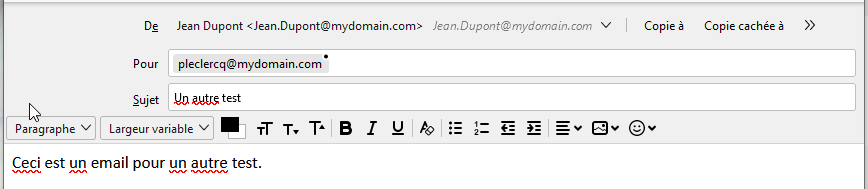 De Jean Dupont <Jean.Dupont@mydomain.com> Jean.Dupont@mydomain.com Copie à Copie cachée à
Pour pleclercq@mydomain.com
Sujet Un autre test
Paragraphe Largeur variable
Ceci est un email pour un autre test.